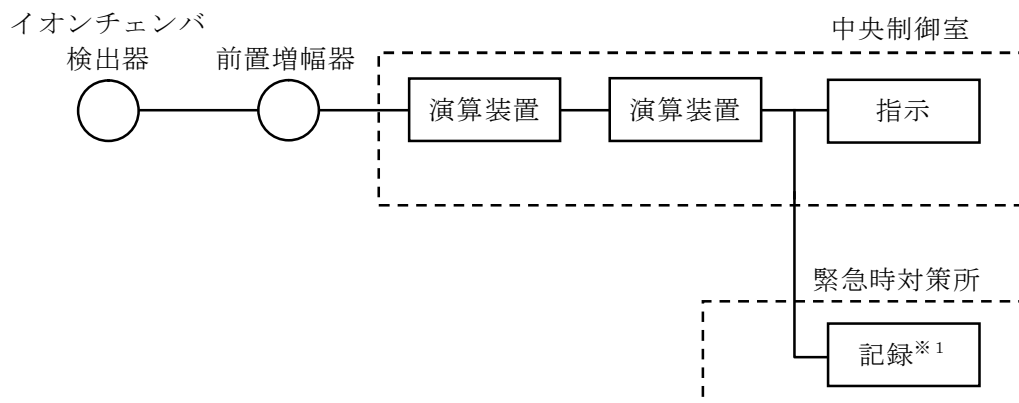 イオンチェンバ
検出器
前置増幅器
中央制御室
演算装置
演算装置
指示
緊急時対策所
記録※1